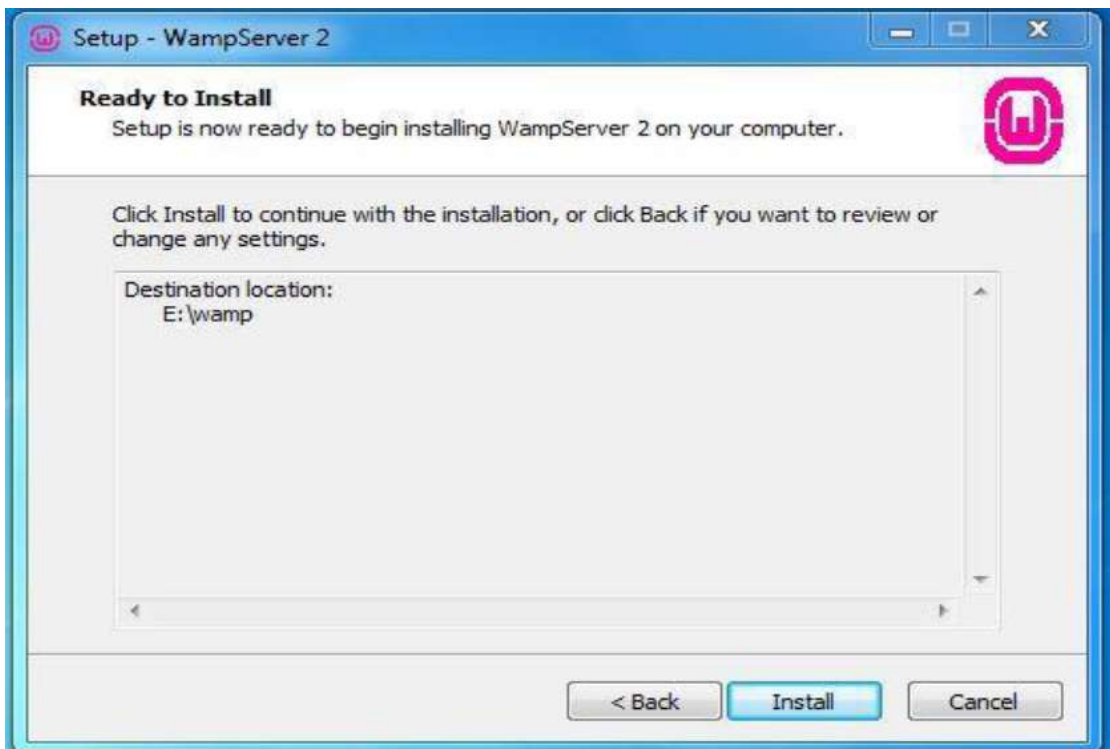 Setup - WampServer 2
Ready to Install
Setup is now ready to begin installing WampServer 2 on your computer.
Click Install to continue with the installation, or click Back if you want to review or
change any settings.
Destination location:
E:\wamp
< Back Install Cancel